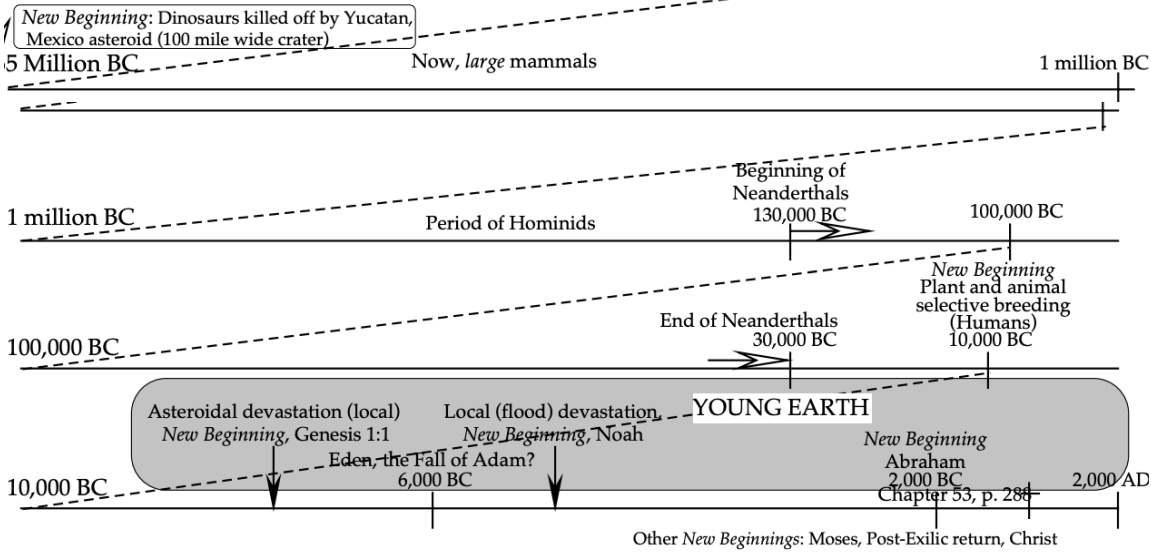 New Beginning: Dinosaurs killed off by Yucatan,
Mexico asteroid (100 mile wide crater)
5 Million BC
Now, large mammals
1 million BC
Beginning of
Neanderthals
130,000 BC
100,000 BC
1 million BC
Period of Hominids
New Beginning
Plant and animal
selective breeding
(Humans)
10,000 BC
End of Neanderthals
30,000 BC
100,000 BC
YOUNG EARTH
Asteroidal devastation (local)
New Beginning, Genesis 1:1
Local (flood) devastation,
New Beginning, Noah
Eden, the Fall of Adam?
6,000 BC
New Beginning
Abraham
2,000 BC
Chapter 53, p. 288
2,000 AD
10,000 BC
Other New Beginnings: Moses, Post-Exilic return, Christ